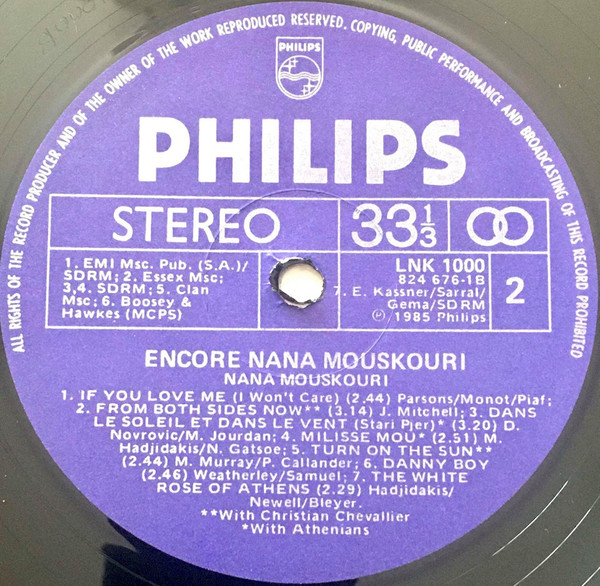 ALL RIGHTS OF THE RECORD PRODUCER AND OF THE OWNER OF THE WORK REPRODUCED RESERVED. COPYING, PUBLIC PERFORMANCE AND BROADCASTING OF THIS RECORD PROHIBITED
PHILIPS
PHILIPS
STEREO 33⅓
1. EMI Msc. Pub. (S.A.)/
SDRM; 2. Essex Msc;
3,4. SDRM; 5. Clan
Msc; 6. Boosey &
Hawkes (MCPS)
LNK 1000
824 676-1B
7. E. Kassner/Sarral/
Gema/SDRM
℗ 1985 Philips
2
ENCORE NANA MOUSKOURI
NANA MOUSKOURI
1. IF YOU LOVE ME (I Won't Care) (2.44) Parsons/Monot/Piaf;
2. FROM BOTH SIDES NOW** (3.14) J. Mitchell; 3. DANS
LE SOLEIL ET DANS LE VENT (Stari Pjer)* (3.20) D.
Novrovic/M. Jourdan; 4. MILISSE MOU* (2.51) M.
Hadjidakis/N. Gatsoe; 5. TURN ON THE SUN**
(2.44) M. Murray/P. Callander; 6. DANNY BOY
(2.46) Weatherley/Samuel; 7. THE WHITE
ROSE OF ATHENS (2.29) Hadjidakis/
Newell/Bleyer.
**With Christian Chevallier
*With Athenians